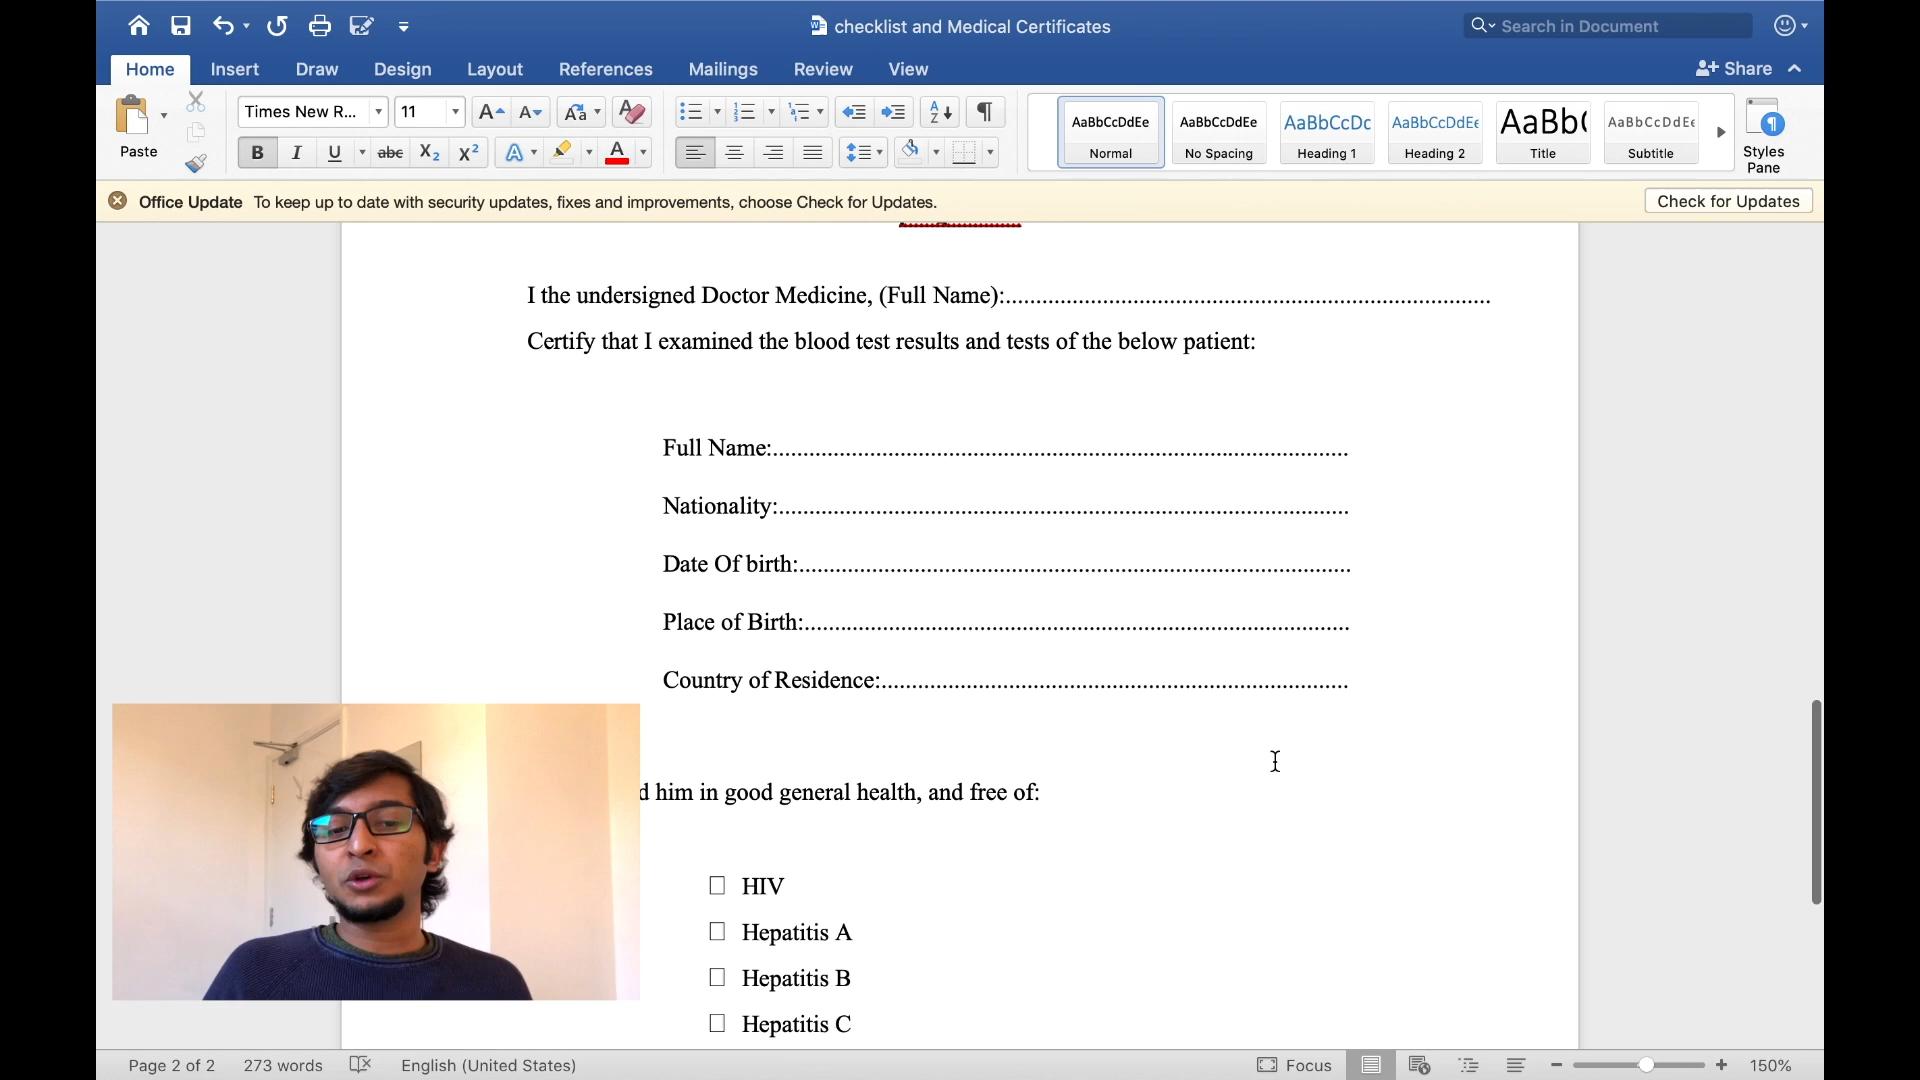 checklist and Medical Certificates
Search in Document
Home Insert Draw Design Layout References Mailings Review View
Share
Paste
Times New R... 11
AaBbCcDdEe AaBbCcDdEe AaBbCcDc AaBbCcDdEe AaBb( AaBbCcDdEe
Normal No Spacing Heading 1 Heading 2 Title Subtitle
Styles
Pane
Office Update To keep up to date with security updates, fixes and improvements, choose Check for Updates.
Check for Updates
I the undersigned Doctor Medicine, (Full Name):................................................................................
Certify that I examined the blood test results and tests of the below patient:
Full Name:...............................................................................................
Nationality:..............................................................................................
Date Of birth:...........................................................................................
Place of Birth:..........................................................................................
Country of Residence:.............................................................................
him in good general health, and free of:
☐ HIV
☐ Hepatitis A
☐ Hepatitis B
☐ Hepatitis C
Page 2 of 2 273 words English (United States)
Focus
150%